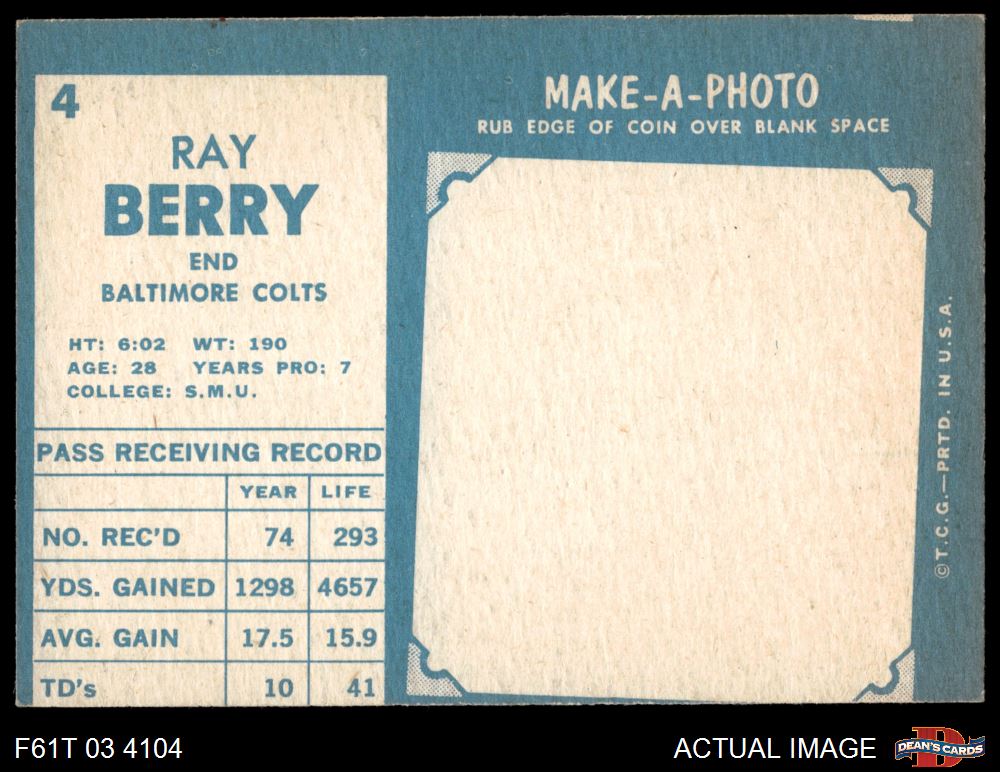 4
RAY
BERRY
END
BALTIMORE COLTS
HT: 6:02 WT: 190
AGE: 28 YEARS PRO: 7
COLLEGE: S.M.U.
PASS RECEIVING RECORD
YEAR LIFE
NO. REC'D 74 293
YDS. GAINED 1298 4657
AVG. GAIN 17.5 15.9
TD's 10 41
MAKE-A-PHOTO
RUB EDGE OF COIN OVER BLANK SPACE
©T.C.G.—PRTD. IN U.S.A.
F61T 03 4104
ACTUAL IMAGE
D
DEAN'S CARDS